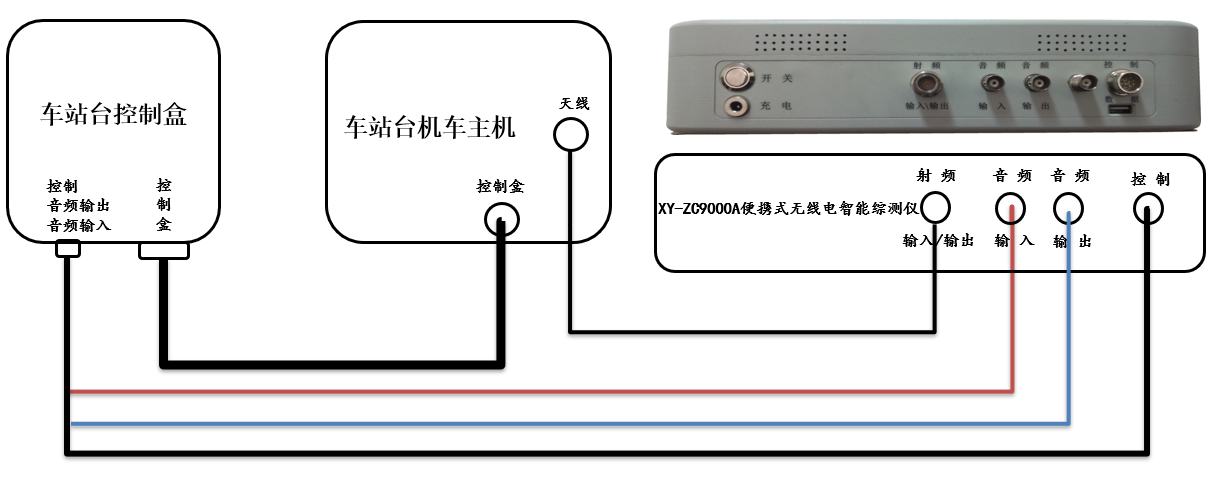 车站台控制盒
控制
音频输出
音频输入
控
制
盒
车站台机车主机
天线
控制盒
开 关
充 电
射 频
输入\输出
音 频
输 入
音 频
输 出
控 制
数 据
XY-ZC9000A便携式无线电智能综测仪
射 频
输入/输出
音 频
输 入
音 频
输 出
控 制